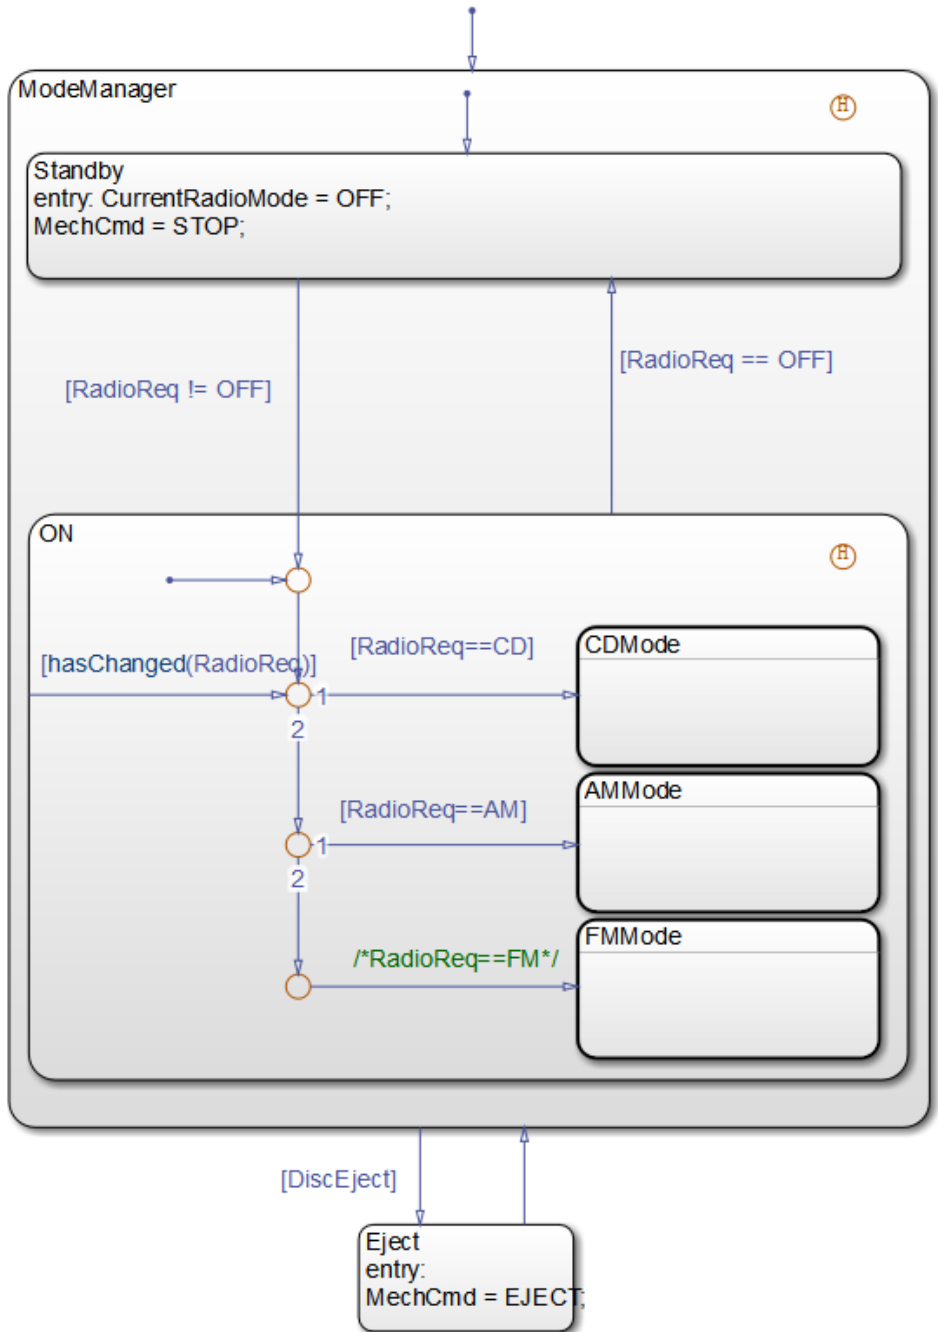 ModeManager
H
Standby
entry: CurrentRadioMode = OFF;
MechCmd = STOP;
[RadioReq == OFF]
[RadioReq != OFF]
ON
H
[RadioReq==CD]
CDMode
[hasChanged(RadioReq)]
1
2
AMMode
[RadioReq==AM]
1
2
FMMode
/*RadioReq==FM*/
[DiscEject]
Eject
entry:
MechCmd = EJECT;